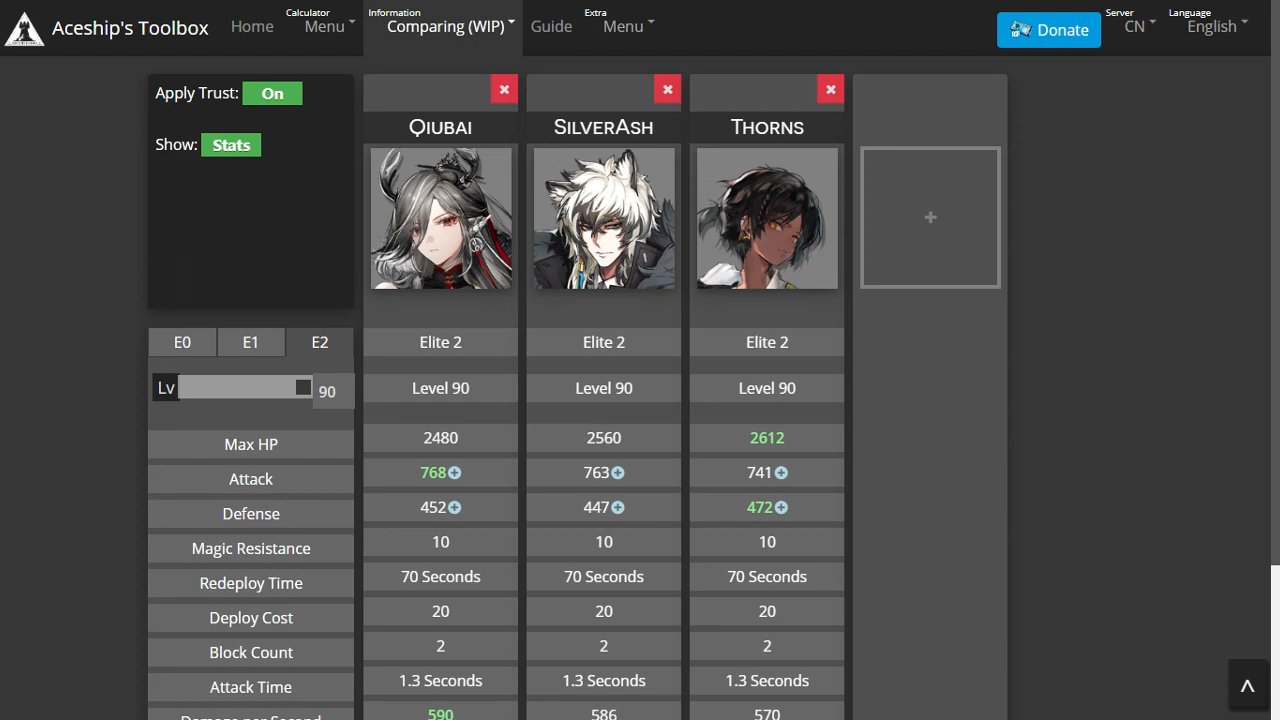 Aceship's Toolbox
Home
Calculator
Menu
Information
Comparing (WIP)
Guide
Extra
Menu
Donate
Server
CN
Language
English
Apply Trust: On
Show: Stats
Qiubai
SilverAsh
Thorns
+
E0 E1 E2
Elite 2 Elite 2 Elite 2
Lv 90
Level 90 Level 90 Level 90
Max HP 2480 2560 2612
Attack 768 763 741
Defense 452 447 472
Magic Resistance 10 10 10
Redeploy Time 70 Seconds 70 Seconds 70 Seconds
Deploy Cost 20 20 20
Block Count 2 2 2
Attack Time 1.3 Seconds 1.3 Seconds 1.3 Seconds
Damage per Second 590 586 570